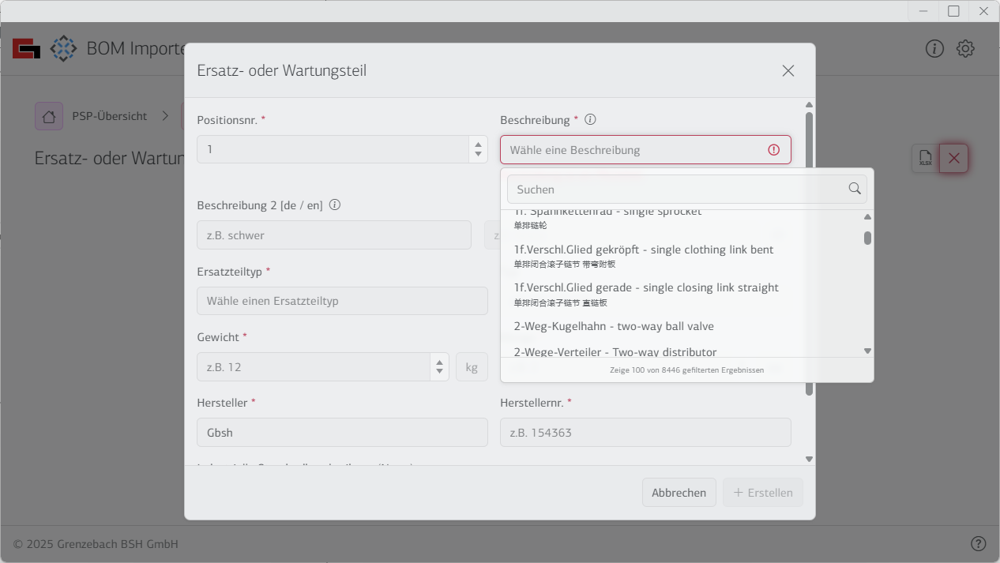 BOM Importe
Ersatz- oder Wartungsteil
PSP-Übersicht
Ersatz- oder Wartun
XLSX
Positionsnr. *
1
Beschreibung *
Wähle eine Beschreibung
Suchen
1f. Spannkettenrad - single sprocket
单排链轮
1f.Verschl.Glied gekröpft - single clothing link bent
单排闭合滚子链节 带弯附板
1f.Verschl.Glied gerade - single closing link straight
单排闭合滚子链节 直链板
2-Weg-Kugelhahn - two-way ball valve
2-Wege-Verteiler - Two-way distributor
Zeige 100 von 8446 gefilterten Ergebnissen
Beschreibung 2 [de / en]
z.B. schwer
z
Ersatzteiltyp *
Wähle einen Ersatzteiltyp
Gewicht *
z.B. 12
kg
Hersteller *
Gbsh
Herstellernr. *
z.B. 154363
Abbrechen
+ Erstellen
© 2025 Grenzebach BSH GmbH